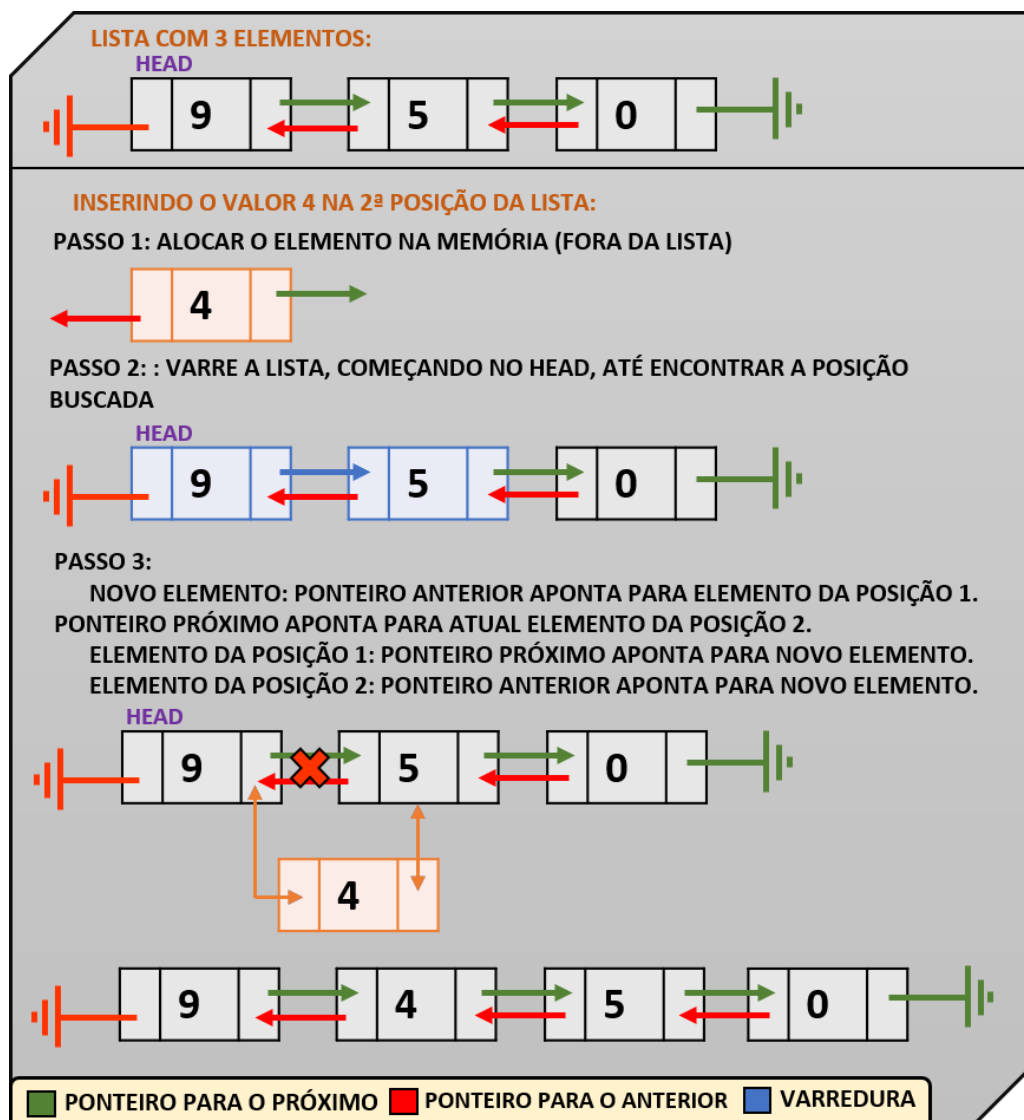 LISTA COM 3 ELEMENTOS:
HEAD
9 5 0
INSERINDO O VALOR 4 NA 2ª POSIÇÃO DA LISTA:
PASSO 1: ALOCAR O ELEMENTO NA MEMÓRIA (FORA DA LISTA)
4
PASSO 2: : VARRE A LISTA, COMEÇANDO NO HEAD, ATÉ ENCONTRAR A POSIÇÃO
BUSCADA
HEAD
9 5 0
PASSO 3:
NOVO ELEMENTO: PONTEIRO ANTERIOR APONTA PARA ELEMENTO DA POSIÇÃO 1.
PONTEIRO PRÓXIMO APONTA PARA ATUAL ELEMENTO DA POSIÇÃO 2.
ELEMENTO DA POSIÇÃO 1: PONTEIRO PRÓXIMO APONTA PARA NOVO ELEMENTO.
ELEMENTO DA POSIÇÃO 2: PONTEIRO ANTERIOR APONTA PARA NOVO ELEMENTO.
HEAD
9 5 0
4
9 4 5 0
PONTEIRO PARA O PRÓXIMO PONTEIRO PARA O ANTERIOR VARREDURA